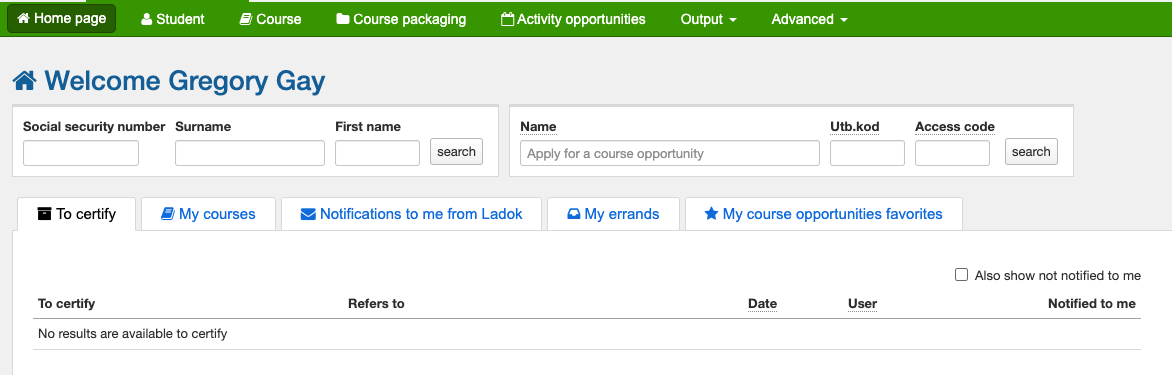 Home page Student Course Course packaging Activity opportunities Output Advanced
Welcome Gregory Gay
Social security number Surname First name
search
Name Utb.kod Access code
Apply for a course opportunity search
To certify My courses Notifications to me from Ladok My errands My course opportunities favorites
Also show not notified to me
To certify Refers to Date User Notified to me
No results are available to certify